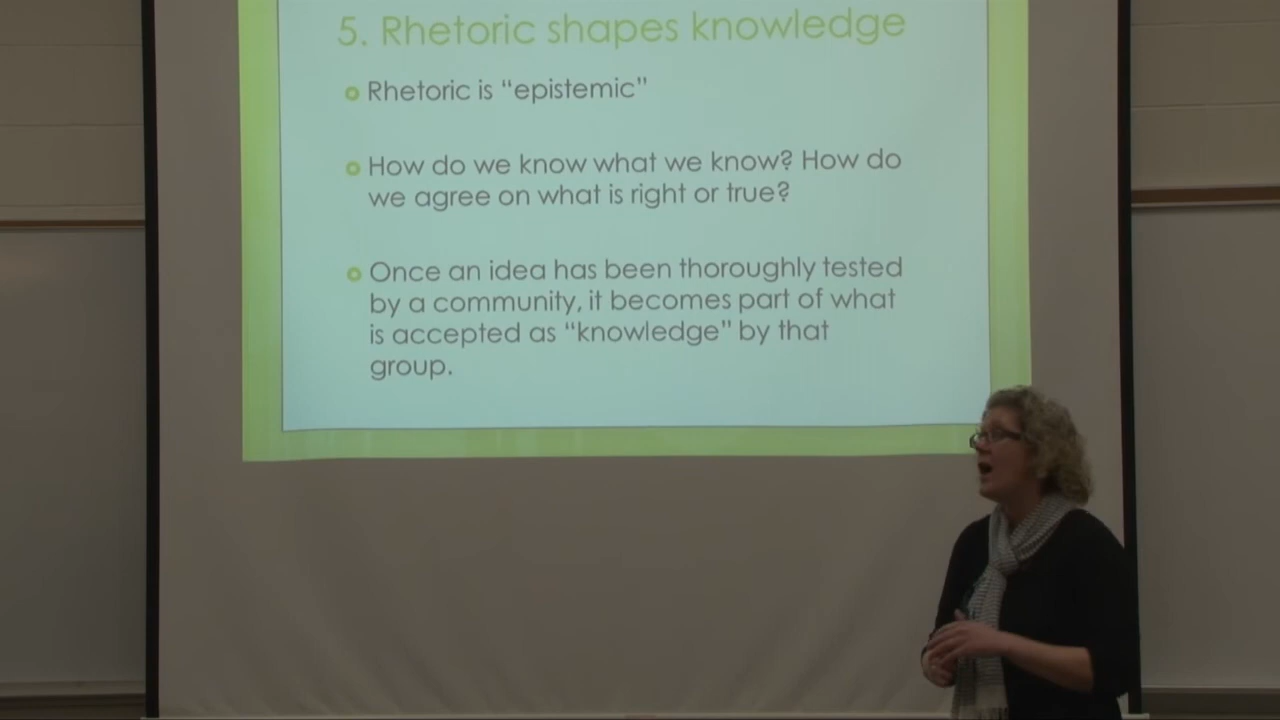 5. Rhetoric shapes knowledge
Rhetoric is “epistemic”
How do we know what we know? How do
we agree on what is right or true?
Once an idea has been thoroughly tested
by a community, it becomes part of what
is accepted as “knowledge” by that
group.